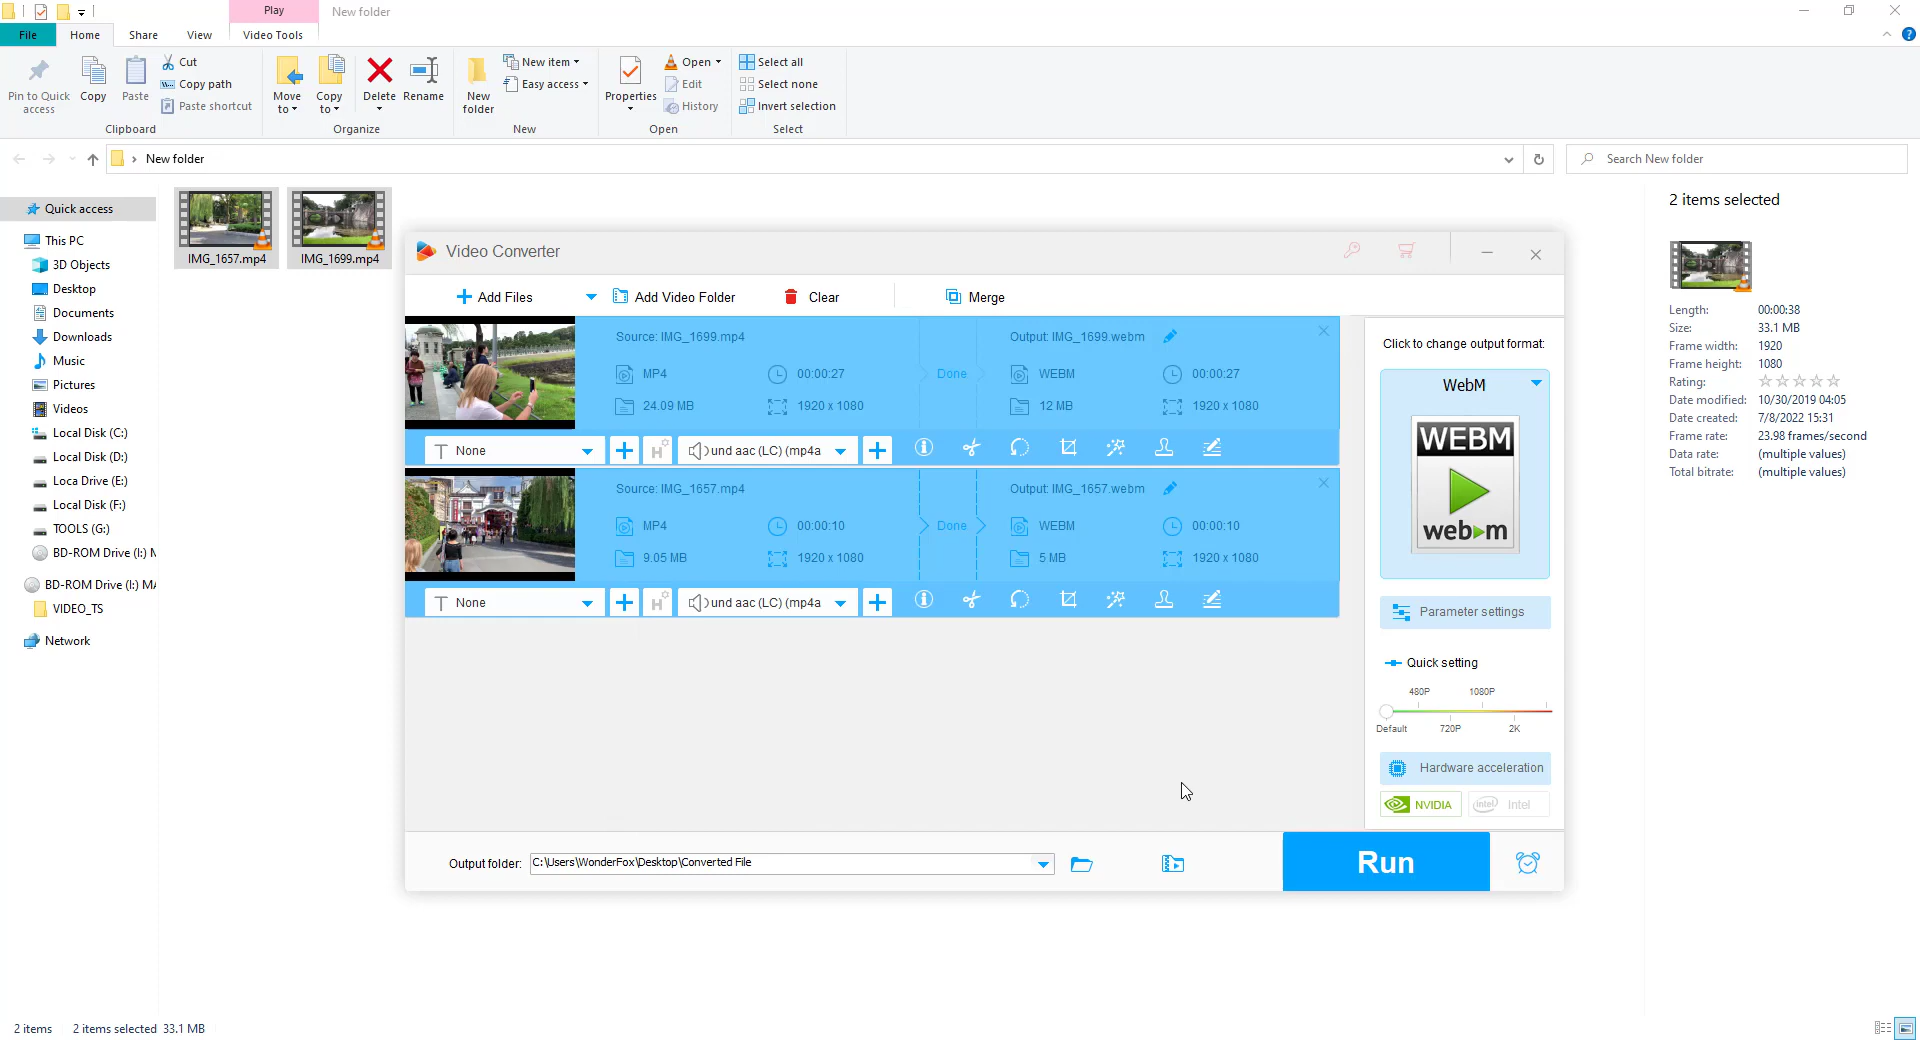 Play
New folder
File
Home
Share
View
Video Tools
Pin to Quick access
Copy
Paste
Cut
Copy path
Paste shortcut
Clipboard
Move to
Copy to
Delete
Rename
Organize
New folder
New item
Easy access
New
Properties
Open
Edit
History
Open
Select all
Select none
Invert selection
Select
New folder
Search New folder
Quick access
This PC
3D Objects
Desktop
Documents
Downloads
Music
Pictures
Videos
Local Disk (C:)
Local Disk (D:)
Loca Drive (E:)
Local Disk (F:)
TOOLS (G:)
BD-ROM Drive (I:) M
BD-ROM Drive (I:) MA
VIDEO_TS
Network
IMG_1657.mp4
IMG_1699.mp4
2 items selected
Length: 00:00:38
Size: 33.1 MB
Frame width: 1920
Frame height: 1080
Rating:
Date modified: 10/30/2019 04:05
Date created: 7/8/2022 15:31
Frame rate: 23.98 frames/second
Data rate: (multiple values)
Total bitrate: (multiple values)
Video Converter
Add Files
Add Video Folder
Clear
Merge
Source: IMG_1699.mp4
Output: IMG_1699.webm
MP4
00:00:27
Done
WEBM
00:00:27
24.09 MB
1920 x 1080
12 MB
1920 x 1080
None
und aac (LC) (mp4a
Source: IMG_1657.mp4
Output: IMG_1657.webm
MP4
00:00:10
Done
WEBM
00:00:10
9.05 MB
1920 x 1080
5 MB
1920 x 1080
None
und aac (LC) (mp4a
Click to change output format:
WebM
WEBM
webm
Parameter settings
Quick setting
480P
1080P
Default
720P
2K
Hardware acceleration
NVIDIA
intel
Intel
Output folder:
C:\Users\WonderFox\Desktop\Converted File
Run
2 items
2 items selected 33.1 MB